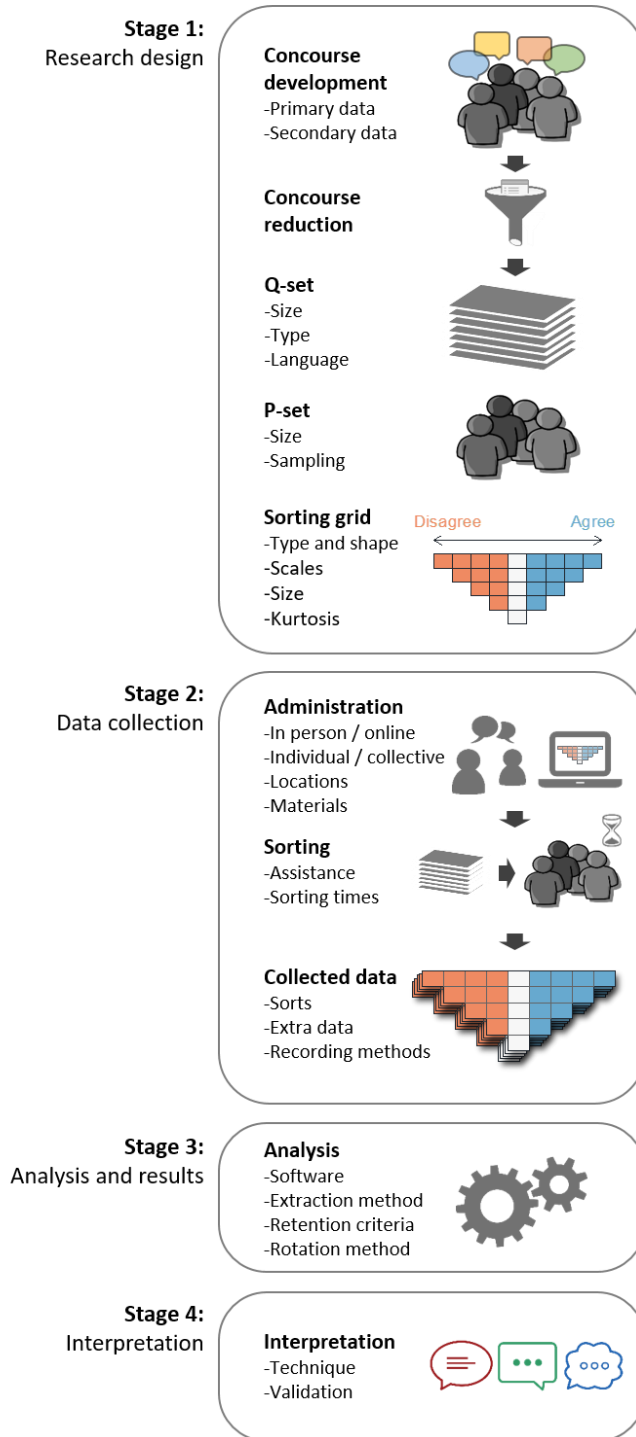 Stage 1:
Research design
Concourse
development
-Primary data
-Secondary data
Concourse
reduction
Q-set
-Size
-Type
-Language
P-set
-Size
-Sampling
Sorting grid
-Type and shape
-Scales
-Size
-Kurtosis
Disagree
Agree
Stage 2:
Data collection
Administration
-In person / online
-Individual / collective
-Locations
-Materials
Sorting
-Assistance
-Sorting times
Collected data
-Sorts
-Extra data
-Recording methods
Stage 3:
Analysis and results
Analysis
-Software
-Extraction method
-Retention criteria
-Rotation method
Stage 4:
Interpretation
Interpretation
-Technique
-Validation